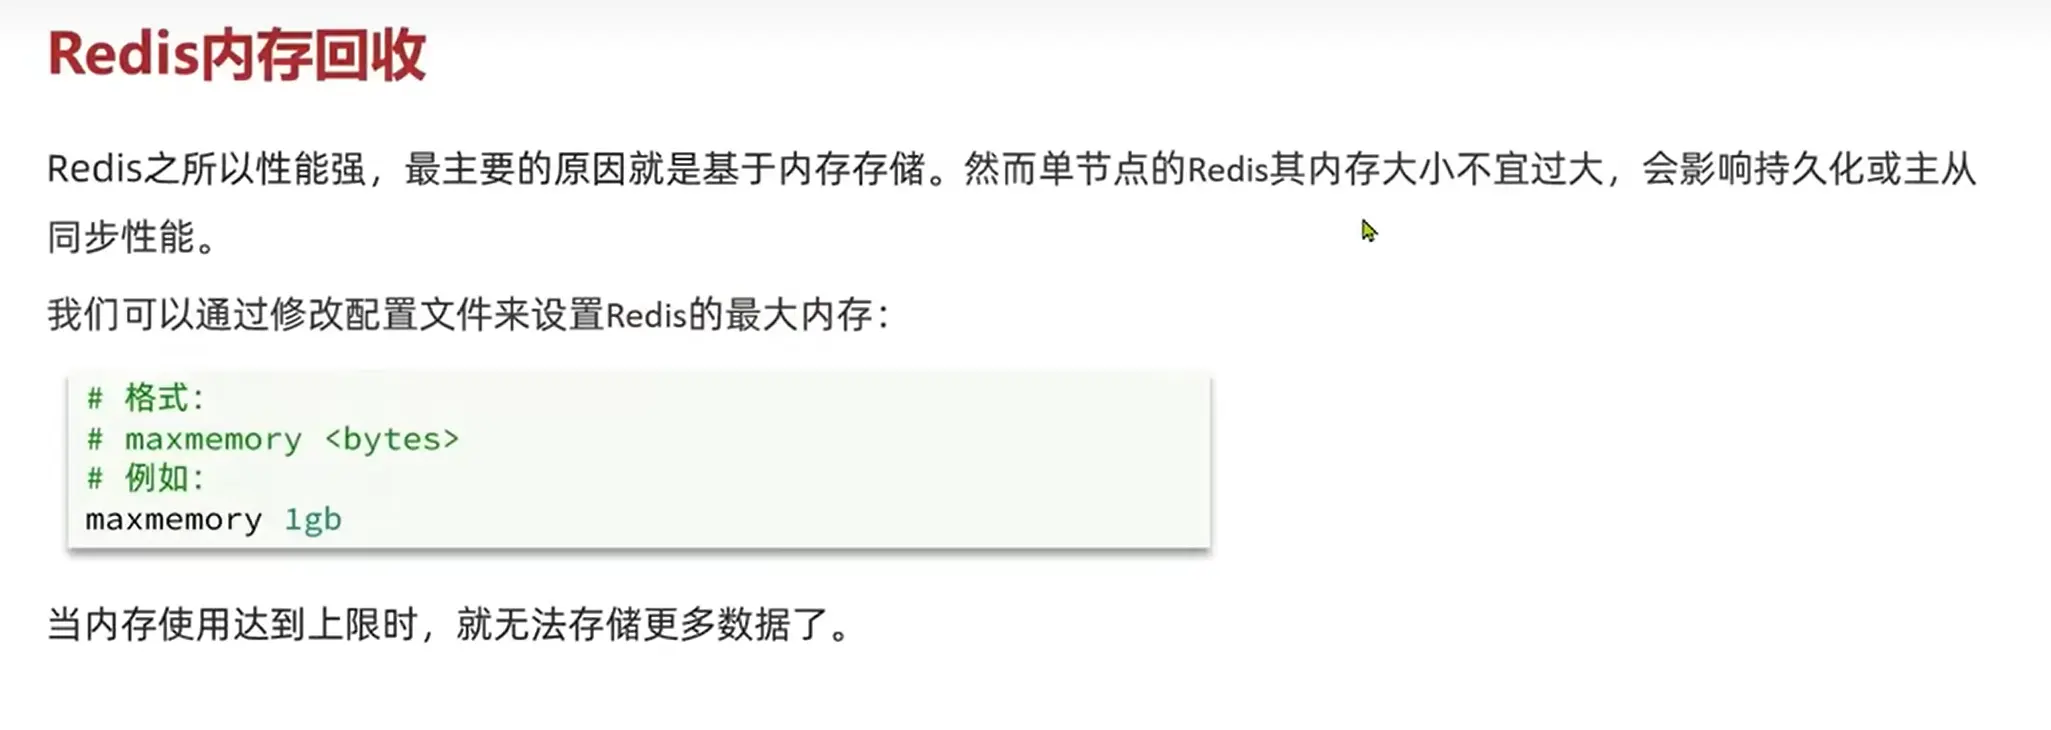 Redis内存回收
Redis之所以性能强，最主要的原因就是基于内存存储。然而单节点的Redis其内存大小不宜过大，会影响持久化或主从
同步性能。
我们可以通过修改配置文件来设置Redis的最大内存：
# 格式：
# maxmemory <bytes>
# 例如：
maxmemory 1gb
当内存使用达到上限时，就无法存储更多数据了。